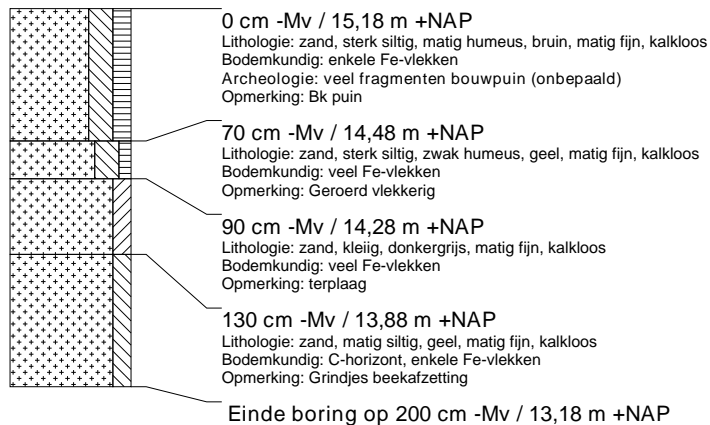 0 cm -Mv / 15,18 m +NAP
Lithologie: zand, sterk siltig, matig humeus, bruin, matig fijn, kalkloos
Bodemkundig: enkele Fe-vlekken
Archeologie: veel fragmenten bouwpuin (onbepaald)
Opmerking: Bk puin
70 cm -Mv / 14,48 m +NAP
Lithologie: zand, sterk siltig, zwak humeus, geel, matig fijn, kalkloos
Bodemkundig: veel Fe-vlekken
Opmerking: Geroerd vlekkerig
90 cm -Mv / 14,28 m +NAP
Lithologie: zand, kleiig, donkergrijs, matig fijn, kalkloos
Bodemkundig: veel Fe-vlekken
Opmerking: terplaag
130 cm -Mv / 13,88 m +NAP
Lithologie: zand, matig siltig, geel, matig fijn, kalkloos
Bodemkundig: C-horizont, enkele Fe-vlekken
Opmerking: Grindjes beekafzetting
Einde boring op 200 cm -Mv / 13,18 m +NAP